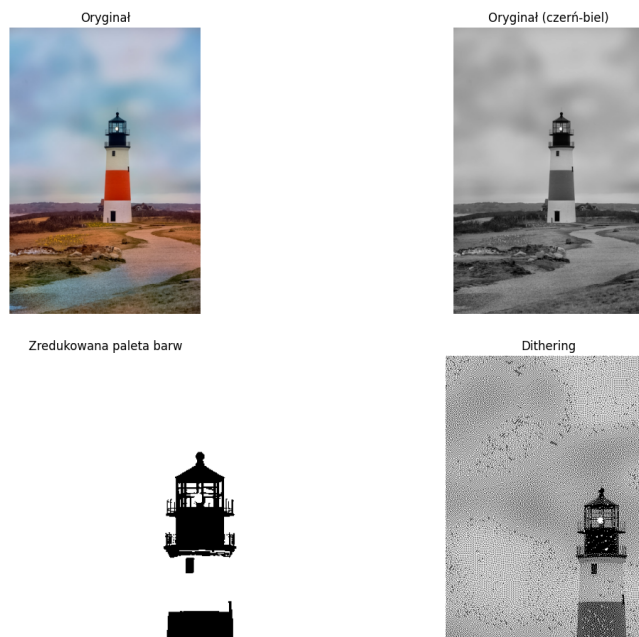 Oryginał
Oryginał (czerń-biel)
Zredukowana paleta barw
Dithering